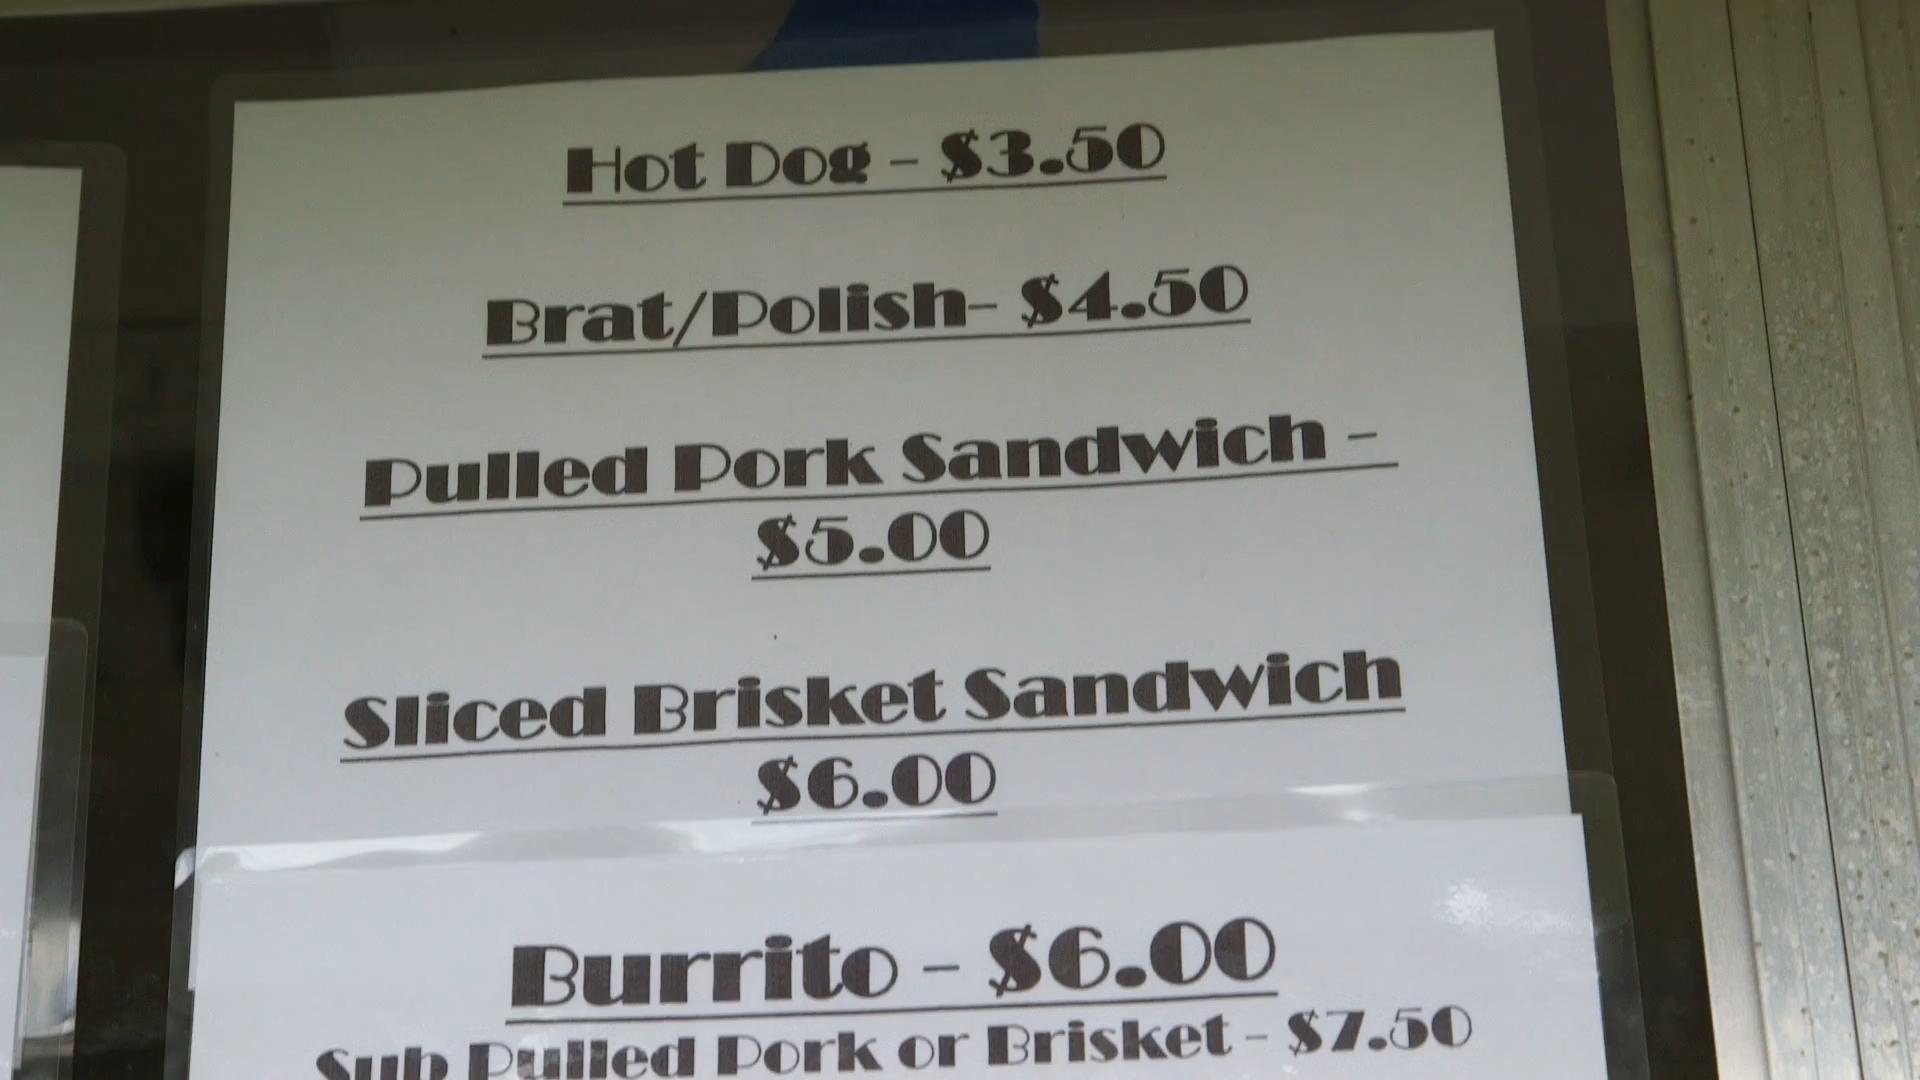 Hot Dog - $3.50
Brat/Polish- $4.50
Pulled Pork Sandwich -
$5.00
Sliced Brisket Sandwich
$6.00
Burrito - $6.00
Sub Pulled Pork or Brisket - $7.50